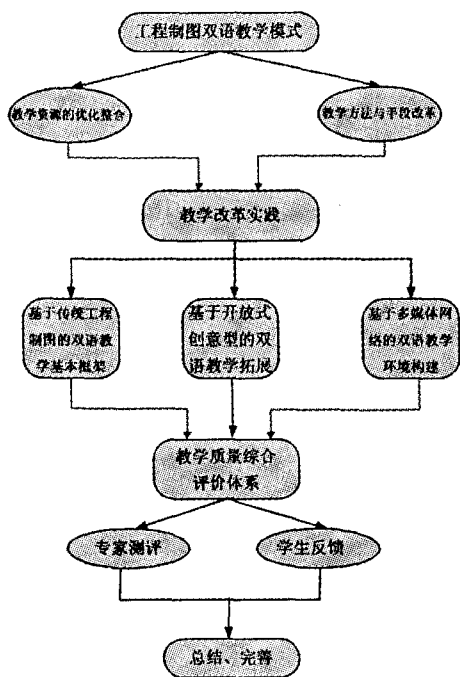 工程制图双语教学模式
教学资源的优化整合
教学方法与手段改革
教学改革实践
基于传统工程
制图的双语教
学基本框架
基于开放式
创意型的双
语教学拓展
基于多媒体网
络的双语教学
环境构建
教学质量综合
评价体系
专家测评
学生反馈
总结、完善